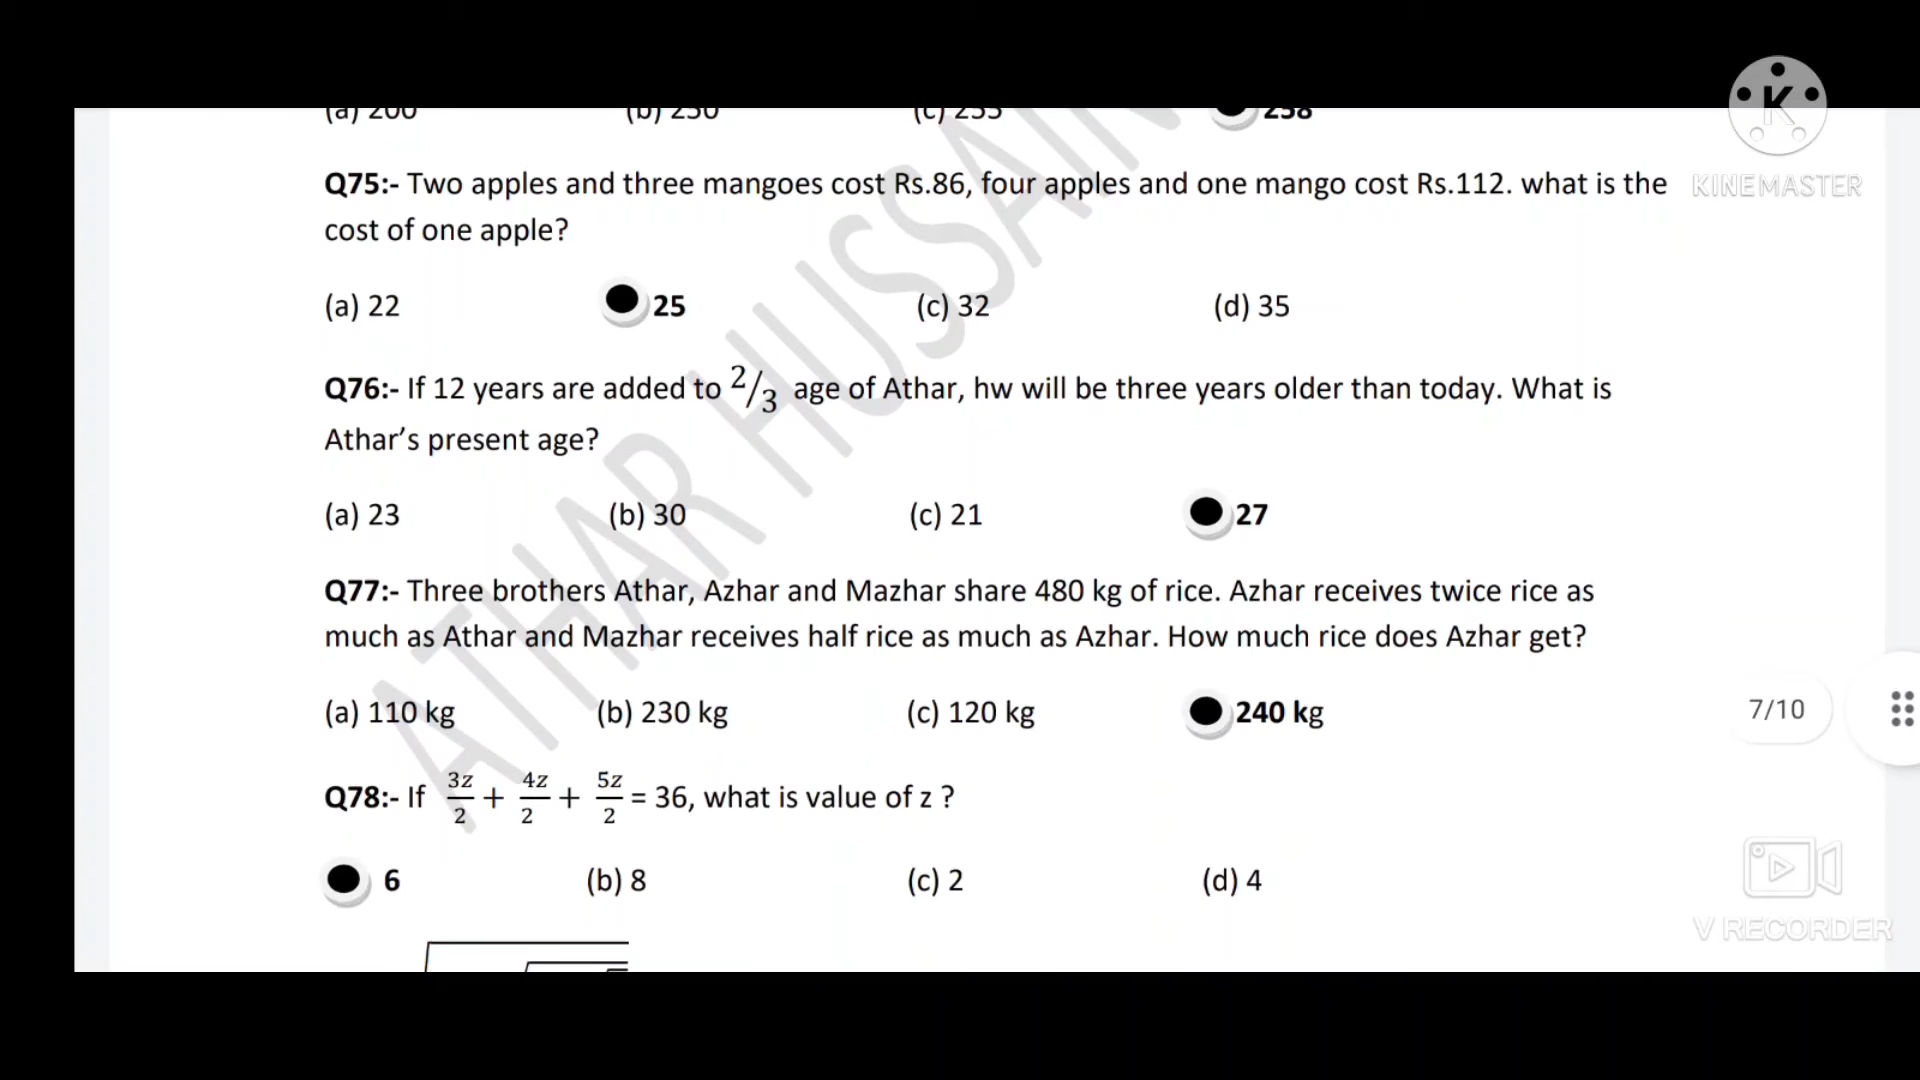 (a) 200 (b) 250 (c) 255 258
Q75:- Two apples and three mangoes cost Rs.86, four apples and one mango cost Rs.112. what is the
cost of one apple?
(a) 22 25 (c) 32 (d) 35
Q76:- If 12 years are added to 2/3 age of Athar, hw will be three years older than today. What is
Athar’s present age?
(a) 23 (b) 30 (c) 21 27
Q77:- Three brothers Athar, Azhar and Mazhar share 480 kg of rice. Azhar receives twice rice as
much as Athar and Mazhar receives half rice as much as Azhar. How much rice does Azhar get?
(a) 110 kg (b) 230 kg (c) 120 kg 240 kg
Q78:- If 3z/2 + 4z/2 + 5z/2 = 36, what is value of z ?
6 (b) 8 (c) 2 (d) 4
ATHAR HUSSAIN
K
KINEMASTER
7/10
V RECORDER